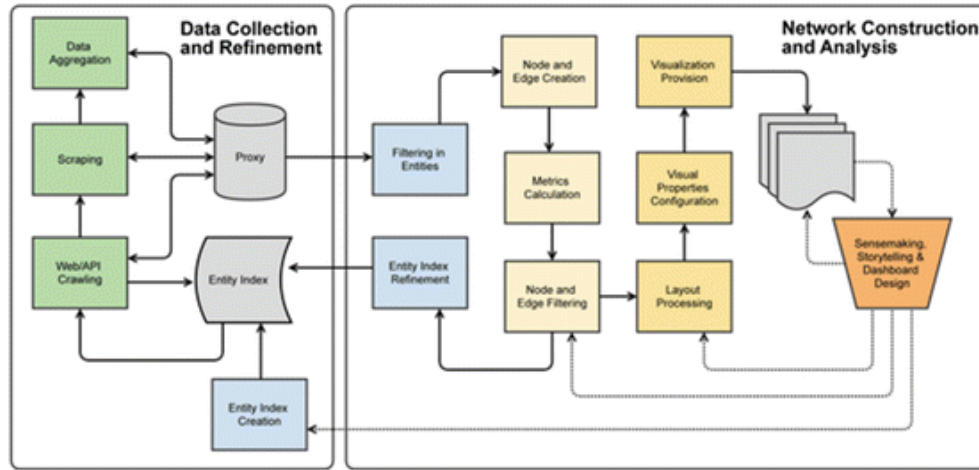 Data Collection
and Refinement
Data
Aggregation
Scraping
Proxy
Web/API
Crawling
Entity Index
Entity Index
Creation
Network Construction
and Analysis
Filtering in
Entities
Entity Index
Refinement
Node and
Edge Creation
Metrics
Calculation
Node and
Edge Filtering
Visualization
Provision
Visual
Properties
Configuration
Layout
Processing
Sensemaking,
Storytelling &
Dashboard
Design